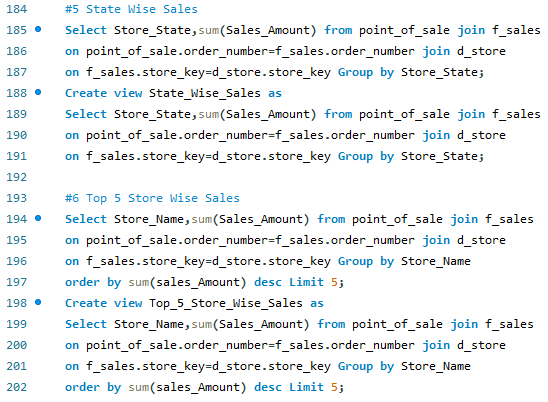 184 #5 State Wise Sales
185 Select Store_State,sum(Sales_Amount) from point_of_sale join f_sales
186 on point_of_sale.order_number=f_sales.order_number join d_store
187 on f_sales.store_key=d_store.store_key Group by Store_State;
188 Create view State_Wise_Sales as
189 Select Store_State,sum(Sales_Amount) from point_of_sale join f_sales
190 on point_of_sale.order_number=f_sales.order_number join d_store
191 on f_sales.store_key=d_store.store_key Group by Store_State;
192
193 #6 Top 5 Store Wise Sales
194 Select Store_Name,sum(Sales_Amount) from point_of_sale join f_sales
195 on point_of_sale.order_number=f_sales.order_number join d_store
196 on f_sales.store_key=d_store.store_key Group by Store_Name
197 order by sum(sales_Amount) desc Limit 5;
198 Create view Top_5_Store_Wise_Sales as
199 Select Store_Name,sum(Sales_Amount) from point_of_sale join f_sales
200 on point_of_sale.order_number=f_sales.order_number join d_store
201 on f_sales.store_key=d_store.store_key Group by Store_Name
202 order by sum(sales_Amount) desc Limit 5;